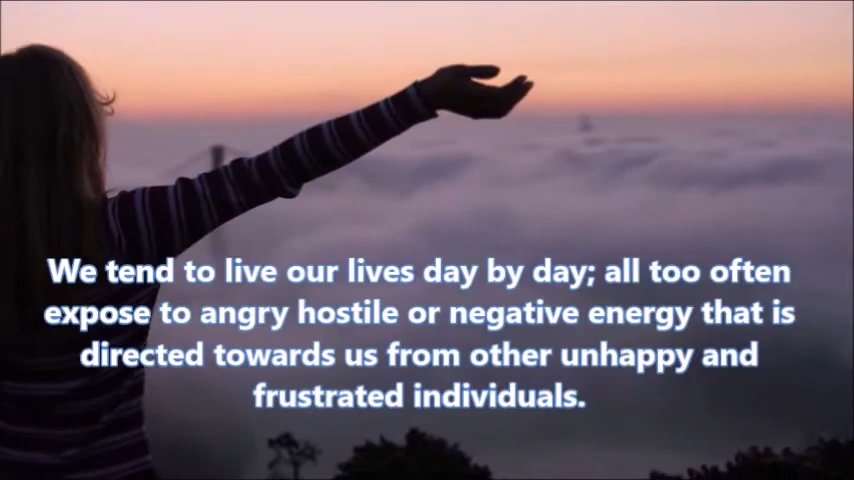 We tend to live our lives day by day; all too often
expose to angry hostile or negative energy that is
directed towards us from other unhappy and
frustrated individuals.